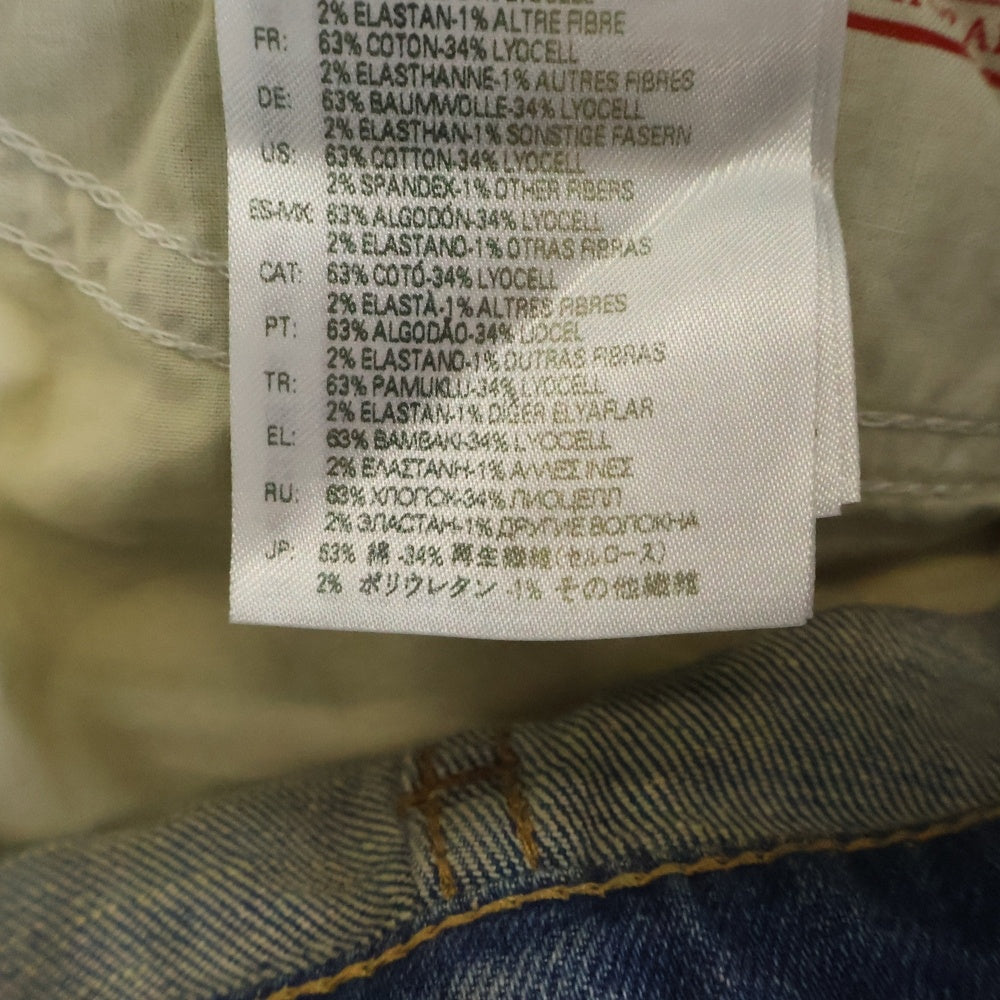 2% ELASTAN-1% ALTRE FIBRE
FR: 63% COTON-34% LYOCELL
2% ELASTHANNE-1% AUTRES FIBRES
DE: 63% BAUMWOLLE-34% LYOCELL
2% ELASTHAN-1% SONSTIGE FASERN
US: 63% COTTON-34% LYOCELL
2% SPANDEX-1% OTHER FIBERS
ES-MX: 63% ALGODÓN-34% LYOCELL
2% ELASTANO-1% OTRAS FIBRAS
CAT: 63% COTÓ-34% LYOCELL
2% ELASTÀ-1% ALTRES FIBRES
PT: 63% ALGODÃO-34% LIOCEL
2% ELASTANO-1% OUTRAS FIBRAS
TR: 63% PAMUKLU-34% LYOCELL
2% ELASTAN-1% DİĞER ELYAFLAR
EL: 63% ΒΑΜΒΑΚΙ-34% LYOCELL
2% ΕΛΑΣΤΑΝΗ-1% ΑΛΛΕΣ ΙΝΕΣ
RU: 63% ХЛОПОК-34% ЛИОЦЕЛЛ
2% ЭЛАСТАН-1% ДРУГИЕ ВОЛОКНА
JP: 63% 綿 -34% 再生繊維(セルロース)
2% ポリウレタン -1% その他繊維